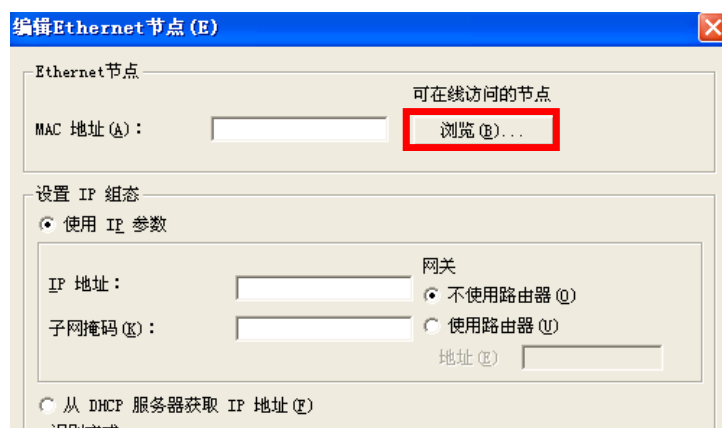 编辑Ethernet节点(E)
Ethernet节点
可在线访问的节点
MAC 地址(A):
浏览(B)...
设置 IP 组态
使用 IP 参数
网关
IP 地址:
不使用路由器(O)
子网掩码(K):
使用路由器(U)
地址(E)
从 DHCP 服务器获取 IP 地址(F)